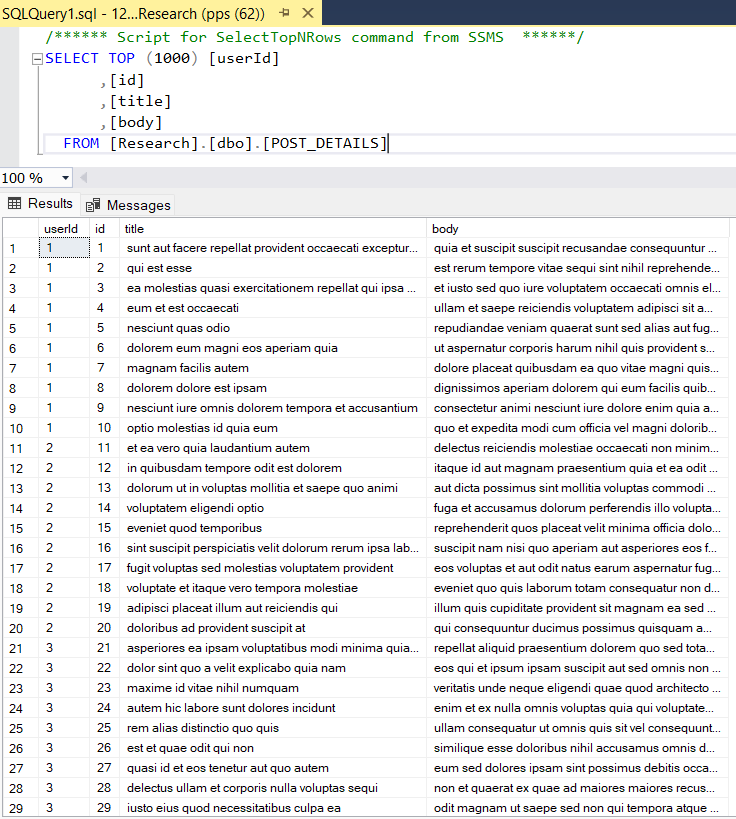 SQLQuery1.sql - 12...Research (pps (62))
/****** Script for SelectTopNRows command from SSMS  ******/
SELECT TOP (1000) [userId]
      ,[id]
      ,[title]
      ,[body]
  FROM [Research].[dbo].[POST_DETAILS]
100 %
Results Messages
userId id title body
1 1 1 sunt aut facere repellat provident occaecati exceptur... quia et suscipit suscipit recusandae consequuntur ...
2 1 2 qui est esse est rerum tempore vitae sequi sint nihil reprehende...
3 1 3 ea molestias quasi exercitationem repellat qui ipsa ... et iusto sed quo iure voluptatem occaecati omnis el...
4 1 4 eum et est occaecati ullam et saepe reiciendis voluptatem adipisci sit a...
5 1 5 nesciunt quas odio repudiandae veniam quaerat sunt sed alias aut fug...
6 1 6 dolorem eum magni eos aperiam quia ut aspernatur corporis harum nihil quis provident s...
7 1 7 magnam facilis autem dolore placeat quibusdam ea quo vitae magni quis...
8 1 8 dolorem dolore est ipsam dignissimos aperiam dolorem qui eum facilis quib...
9 1 9 nesciunt iure omnis dolorem tempora et accusantium consectetur animi nesciunt iure dolore enim quia a...
10 1 10 optio molestias id quia eum quo et expedita modi cum officia vel magni dolorib...
11 2 11 et ea vero quia laudantium autem delectus reiciendis molestiae occaecati non minim...
12 2 12 in quibusdam tempore odit est dolorem itaque id aut magnam praesentium quia et ea odit ...
13 2 13 dolorum ut in voluptas mollitia et saepe quo animi aut dicta possimus sint mollitia voluptas commodi ...
14 2 14 voluptatem eligendi optio fuga et accusamus dolorum perferendis illo volupta...
15 2 15 eveniet quod temporibus reprehenderit quos placeat velit minima officia dolo...
16 2 16 sint suscipit perspiciatis velit dolorum rerum ipsa lab... suscipit nam nisi quo aperiam aut asperiores eos f...
17 2 17 fugit voluptas sed molestias voluptatem provident eos voluptas et aut odit natus earum aspernatur fug...
18 2 18 voluptate et itaque vero tempora molestiae eveniet quo quis laborum totam consequatur non d...
19 2 19 adipisci placeat illum aut reiciendis qui illum quis cupiditate provident sit magnam ea sed ...
20 2 20 doloribus ad provident suscipit at qui consequuntur ducimus possimus quisquam a...
21 3 21 asperiores ea ipsam voluptatibus modi minima quia... repellat aliquid praesentium dolorem quo sed tota...
22 3 22 dolor sint quo a velit explicabo quia nam eos qui et ipsum ipsam suscipit aut sed omnis non ...
23 3 23 maxime id vitae nihil numquam veritatis unde neque eligendi quae quod architecto ...
24 3 24 autem hic labore sunt dolores incidunt enim et ex nulla omnis voluptas quia qui voluptate...
25 3 25 rem alias distinctio quo quis ullam consequatur ut omnis quis sit vel consequunt...
26 3 26 est et quae odit qui non similique esse doloribus nihil accusamus omnis d...
27 3 27 quasi id et eos tenetur aut quo autem eum sed dolores ipsam sint possimus debitis occa...
28 3 28 delectus ullam et corporis nulla voluptas sequi non et quaerat ex quae ad maiores maiores recus...
29 3 29 iusto eius quod necessitatibus culpa ea odit magnam ut saepe sed non qui tempora atque ...